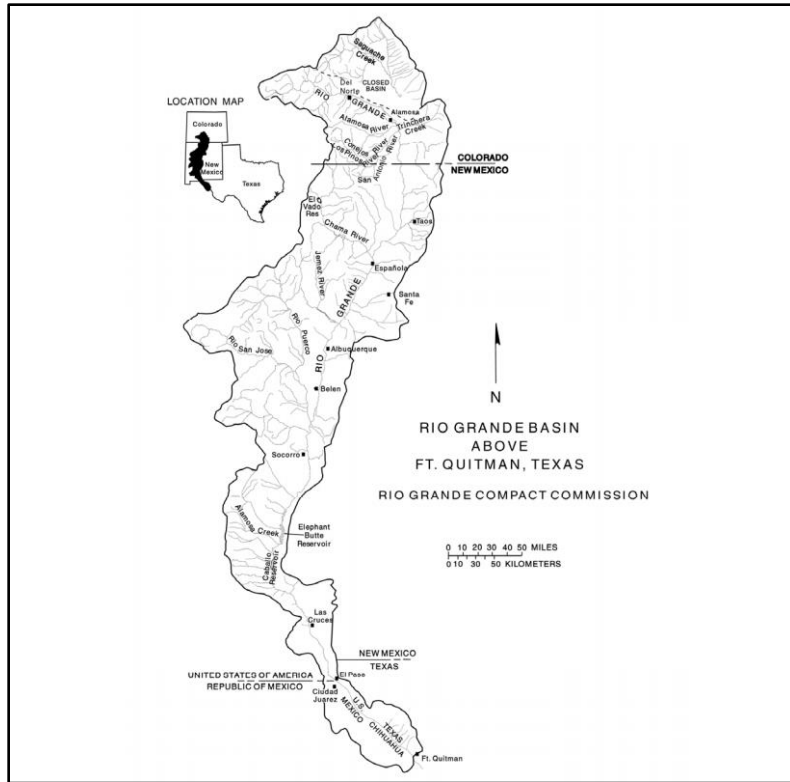 Saguache
Creek
Del
Norte
CLOSED
BASIN
RIO
GRANDE
Alamosa
Alamosa River
Trinchera
Creek
Conejos River
Los Pinos River
San
Antonio River
COLORADO
NEW MEXICO
LOCATION MAP
Colorado
New
Mexico
Texas
El
Vado
Res
Taos
Chama River
Jemez River
Española
GRANDE
Santa
Fe
Rio
Puerco
Rio San Jose
RIO
Albuquerque
Belen
N
RIO GRANDE BASIN
ABOVE
FT. QUITMAN, TEXAS
RIO GRANDE COMPACT COMMISSION
Socorro
Alamosa Creek
Elephant
Butte
Reservoir
Caballo
Reservoir
0 10 20 30 40 50 MILES
0 10 30 50 KILOMETERS
Las
Cruces
NEW MEXICO
TEXAS
UNITED STATES OF AMERICA
REPUBLIC OF MEXICO
El Paso
Ciudad
Juarez
U.S.
MEXICO
TEXAS
CHIHUAHUA
Ft. Quitman